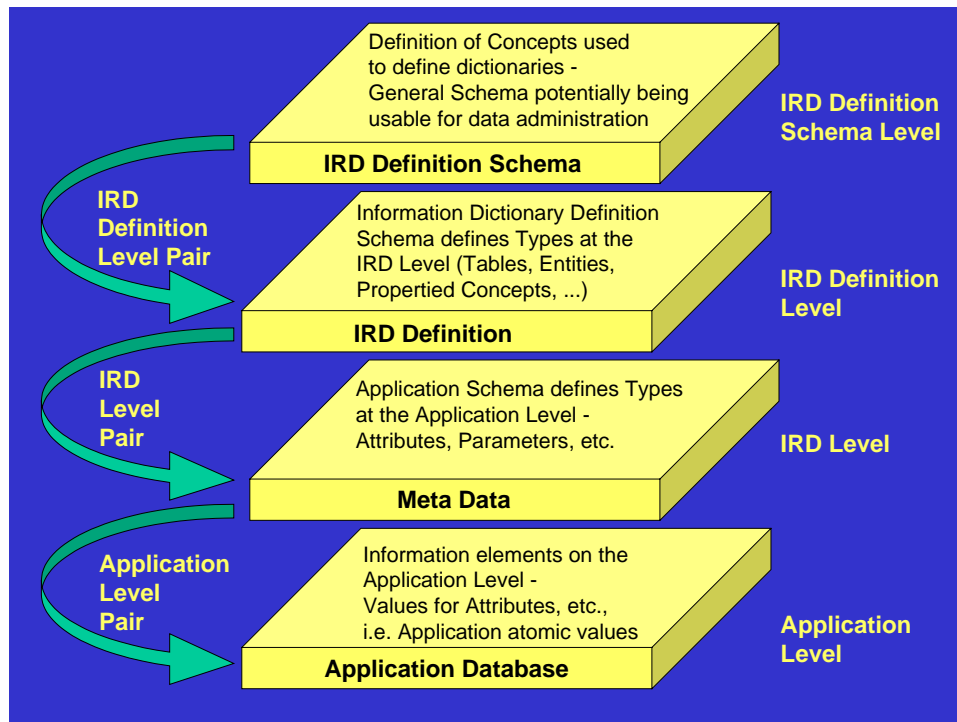 Definition of Concepts used
to define dictionaries -
General Schema potentially being
usable for data administration
IRD Definition Schema
IRD Definition
Schema Level
IRD
Definition
Level Pair
Information Dictionary Definition
Schema defines Types at the
IRD Level (Tables, Entities,
Propertied Concepts, ...)
IRD Definition
IRD Definition
Level
IRD
Level
Pair
Application Schema defines Types
at the Application Level -
Attributes, Parameters, etc.
Meta Data
IRD Level
Application
Level
Pair
Information elements on the
Application Level -
Values for Attributes, etc.,
i.e. Application atomic values
Application Database
Application
Level